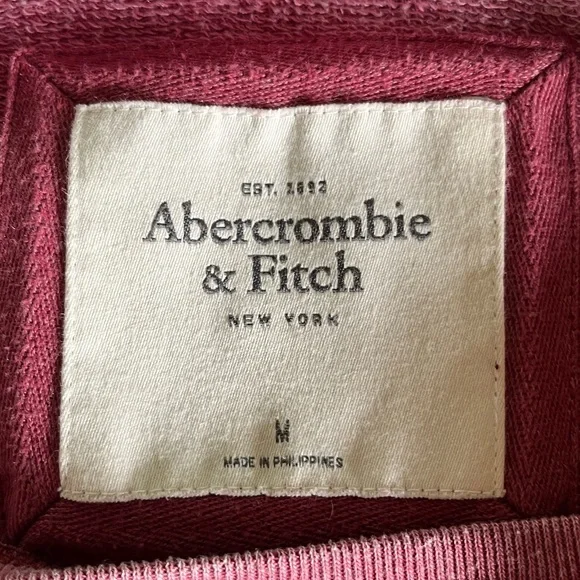 EST. 1892
Abercrombie
& Fitch
NEW YORK
M
MADE IN PHILIPPINES